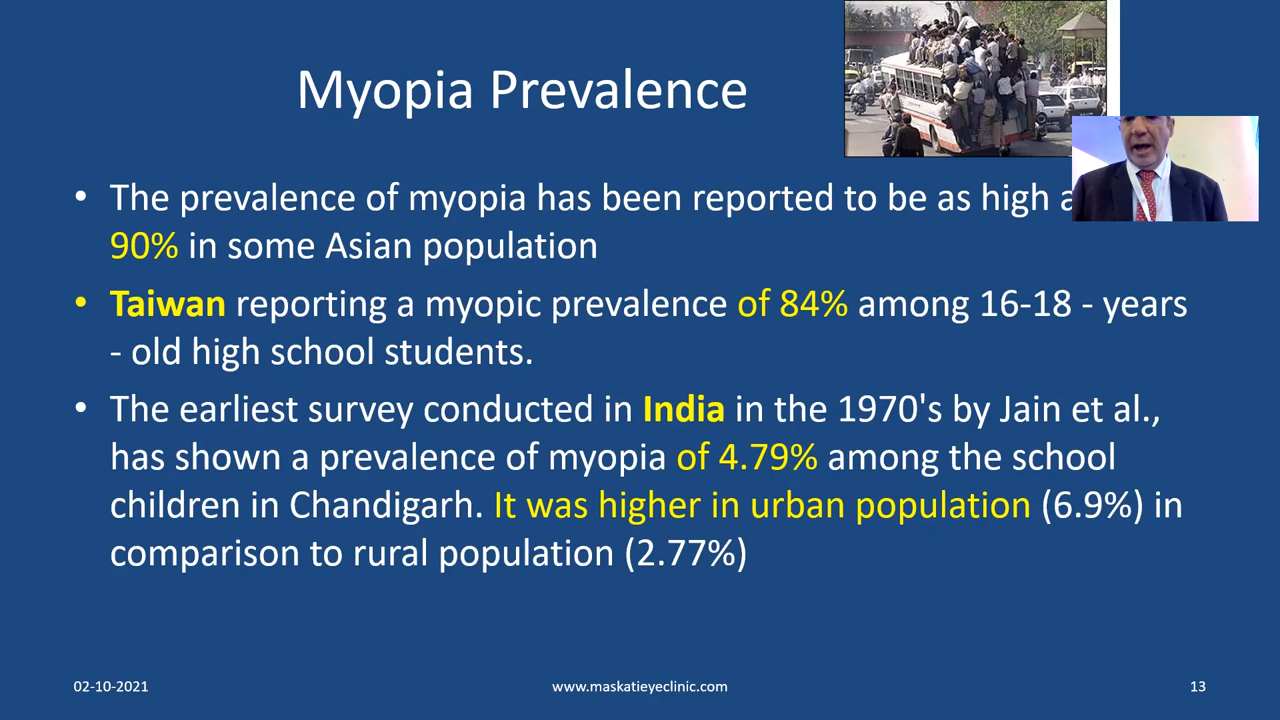 Myopia Prevalence
• The prevalence of myopia has been reported to be as high
90% in some Asian population
• Taiwan reporting a myopic prevalence of 84% among 16-18 - years
- old high school students.
• The earliest survey conducted in India in the 1970's by Jain et al.,
has shown a prevalence of myopia of 4.79% among the school
children in Chandigarh. It was higher in urban population (6.9%) in
comparison to rural population (2.77%)
02-10-2021
www.maskatieyeclinic.com
13